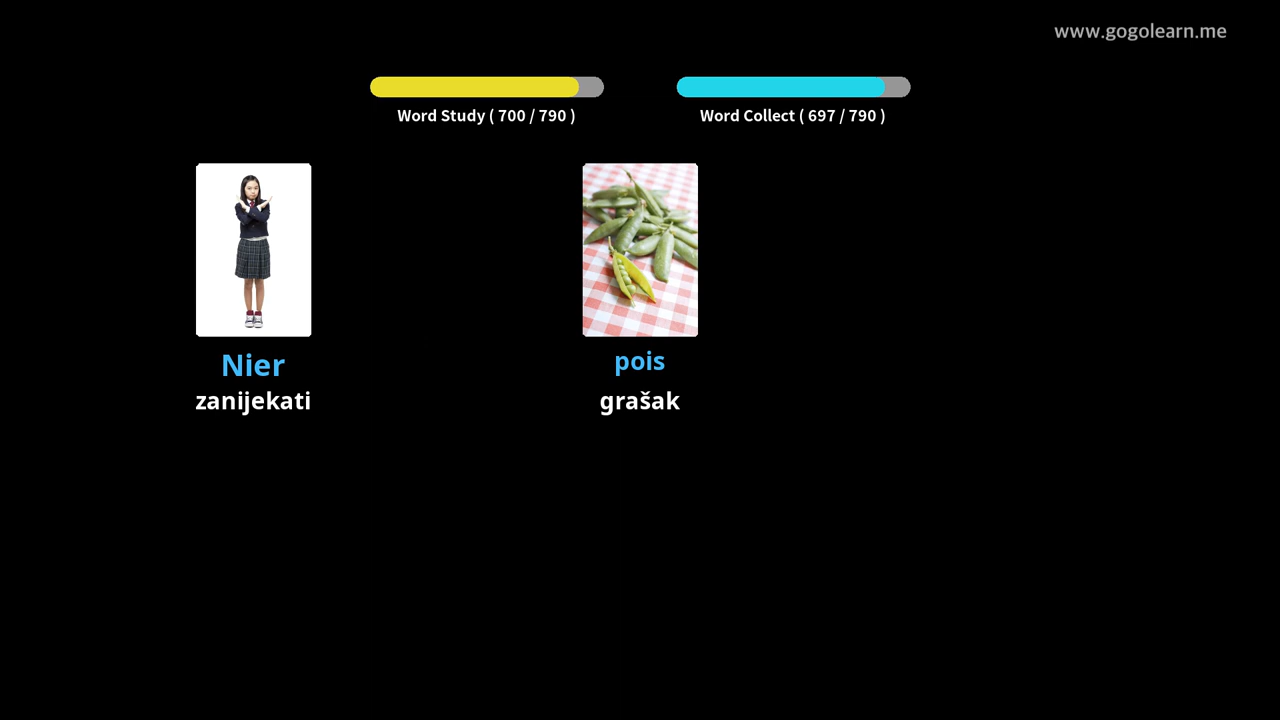 www.gogolearn.me
Word Study ( 700 / 790 )
Word Collect ( 697 / 790 )
Nier
zanijekati
pois
grašak